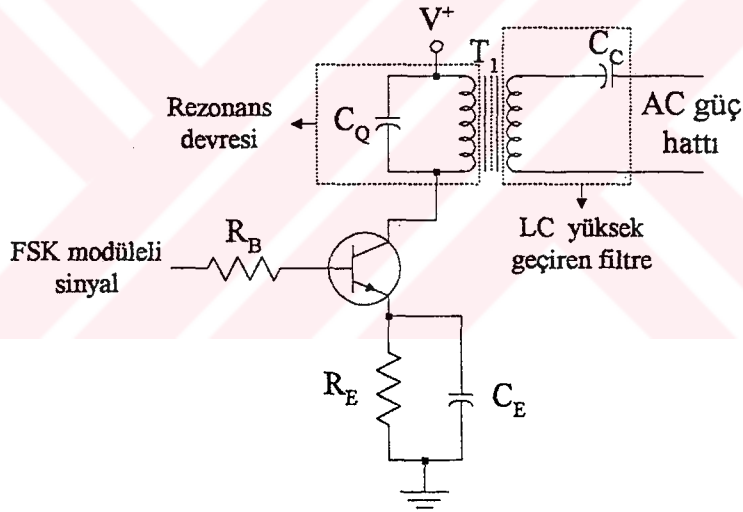 V⁺
T₁
C_C
Rezonans
devresi
C_Q
AC güç
hattı
LC yüksek
geçiren filtre
FSK modüleli
sinyal
R_B
R_E
C_E